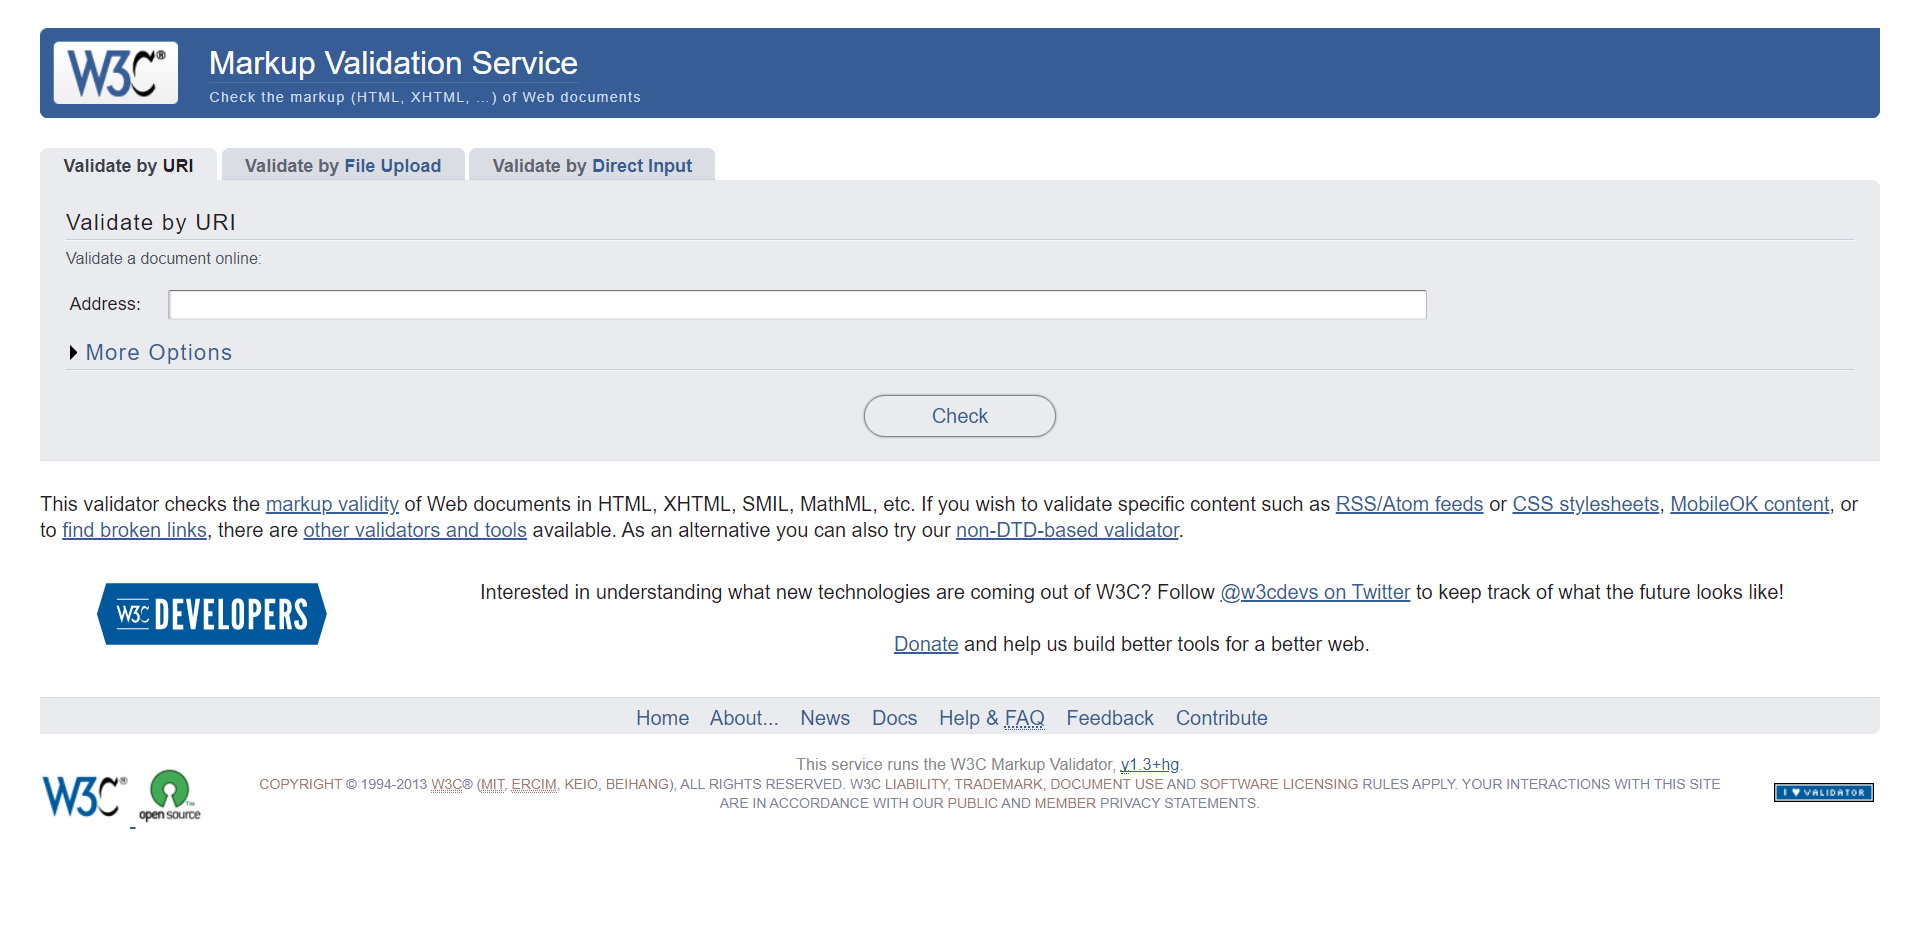 W3C®
Markup Validation Service
Check the markup (HTML, XHTML, …) of Web documents
Validate by URI
Validate by File Upload
Validate by Direct Input
Validate by URI
Validate a document online:
Address:
More Options
Check
This validator checks the markup validity of Web documents in HTML, XHTML, SMIL, MathML, etc. If you wish to validate specific content such as RSS/Atom feeds or CSS stylesheets, MobileOK content, or
to find broken links, there are other validators and tools available. As an alternative you can also try our non-DTD-based validator.
W3C DEVELOPERS
Interested in understanding what new technologies are coming out of W3C? Follow @w3cdevs on Twitter to keep track of what the future looks like!
Donate and help us build better tools for a better web.
Home About... News Docs Help & FAQ Feedback Contribute
This service runs the W3C Markup Validator, v1.3+hg.
W3C®
open source™
COPYRIGHT © 1994-2013 W3C® (MIT, ERCIM, KEIO, BEIHANG), ALL RIGHTS RESERVED. W3C LIABILITY, TRADEMARK, DOCUMENT USE AND SOFTWARE LICENSING RULES APPLY. YOUR INTERACTIONS WITH THIS SITE
ARE IN ACCORDANCE WITH OUR PUBLIC AND MEMBER PRIVACY STATEMENTS.
I ♥ VALIDATOR